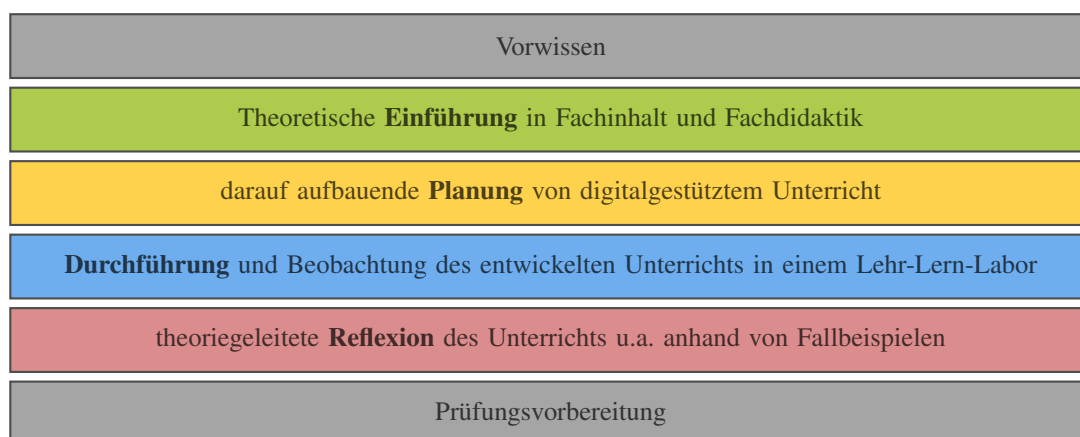 Vorwissen
Theoretische Einführung in Fachinhalt und Fachdidaktik
darauf aufbauende Planung von digitalgestütztem Unterricht
Durchführung und Beobachtung des entwickelten Unterrichts in einem Lehr-Lern-Labor
theoriegeleitete Reflexion des Unterrichts u.a. anhand von Fallbeispielen
Prüfungsvorbereitung